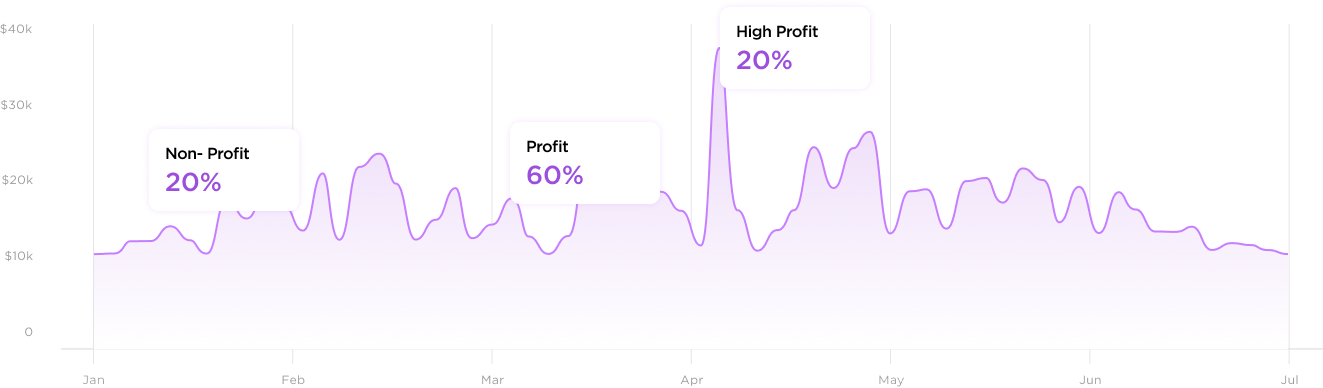 $40k
$30k
$20k
$10k
0
Non- Profit
20%
Profit
60%
High Profit
20%
Jan
Feb
Mar
Apr
May
Jun
Jul